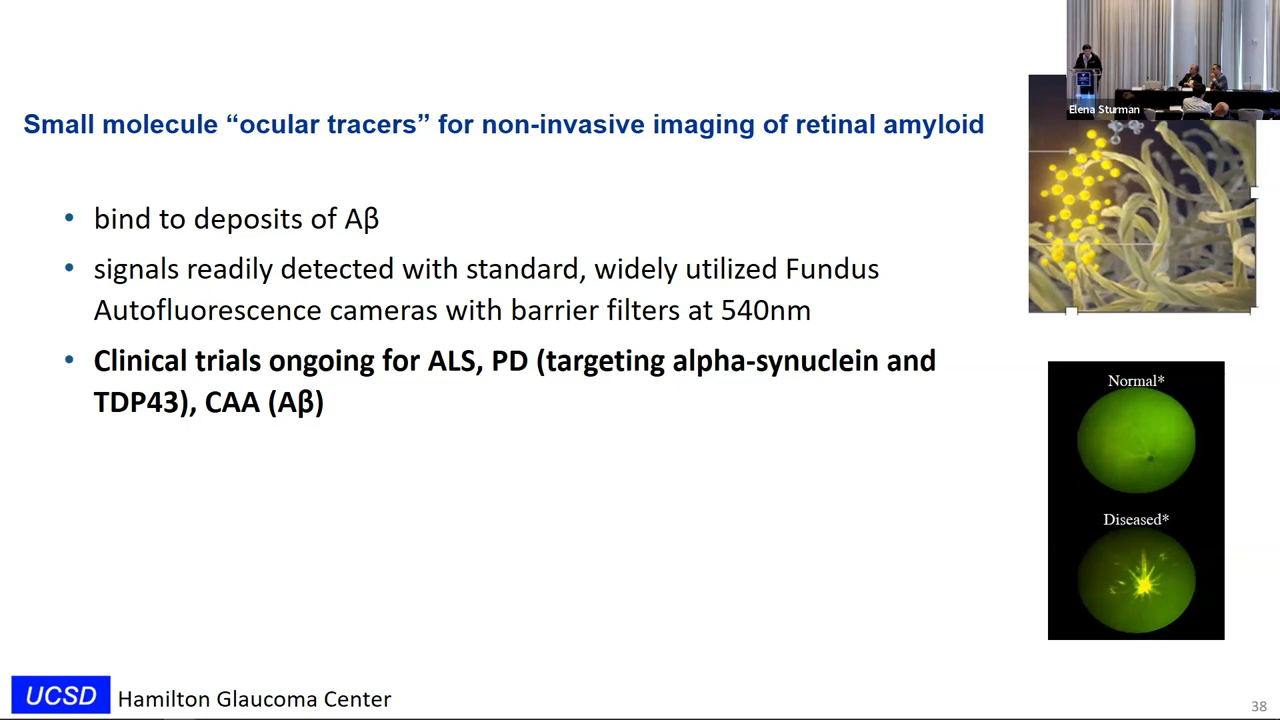 Elena Sturman
Small molecule “ocular tracers” for non-invasive imaging of retinal amyloid
• bind to deposits of Aβ
• signals readily detected with standard, widely utilized Fundus
Autofluorescence cameras with barrier filters at 540nm
• Clinical trials ongoing for ALS, PD (targeting alpha-synuclein and
TDP43), CAA (Aβ)
Normal*
Diseased*
UCSD Hamilton Glaucoma Center
38